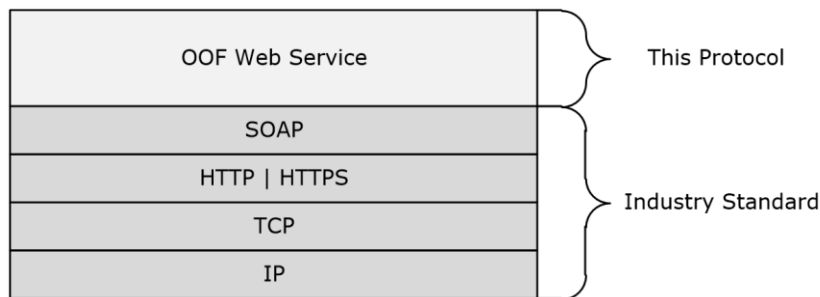 OOF Web Service
This Protocol
SOAP
HTTP | HTTPS
TCP
IP
Industry Standard